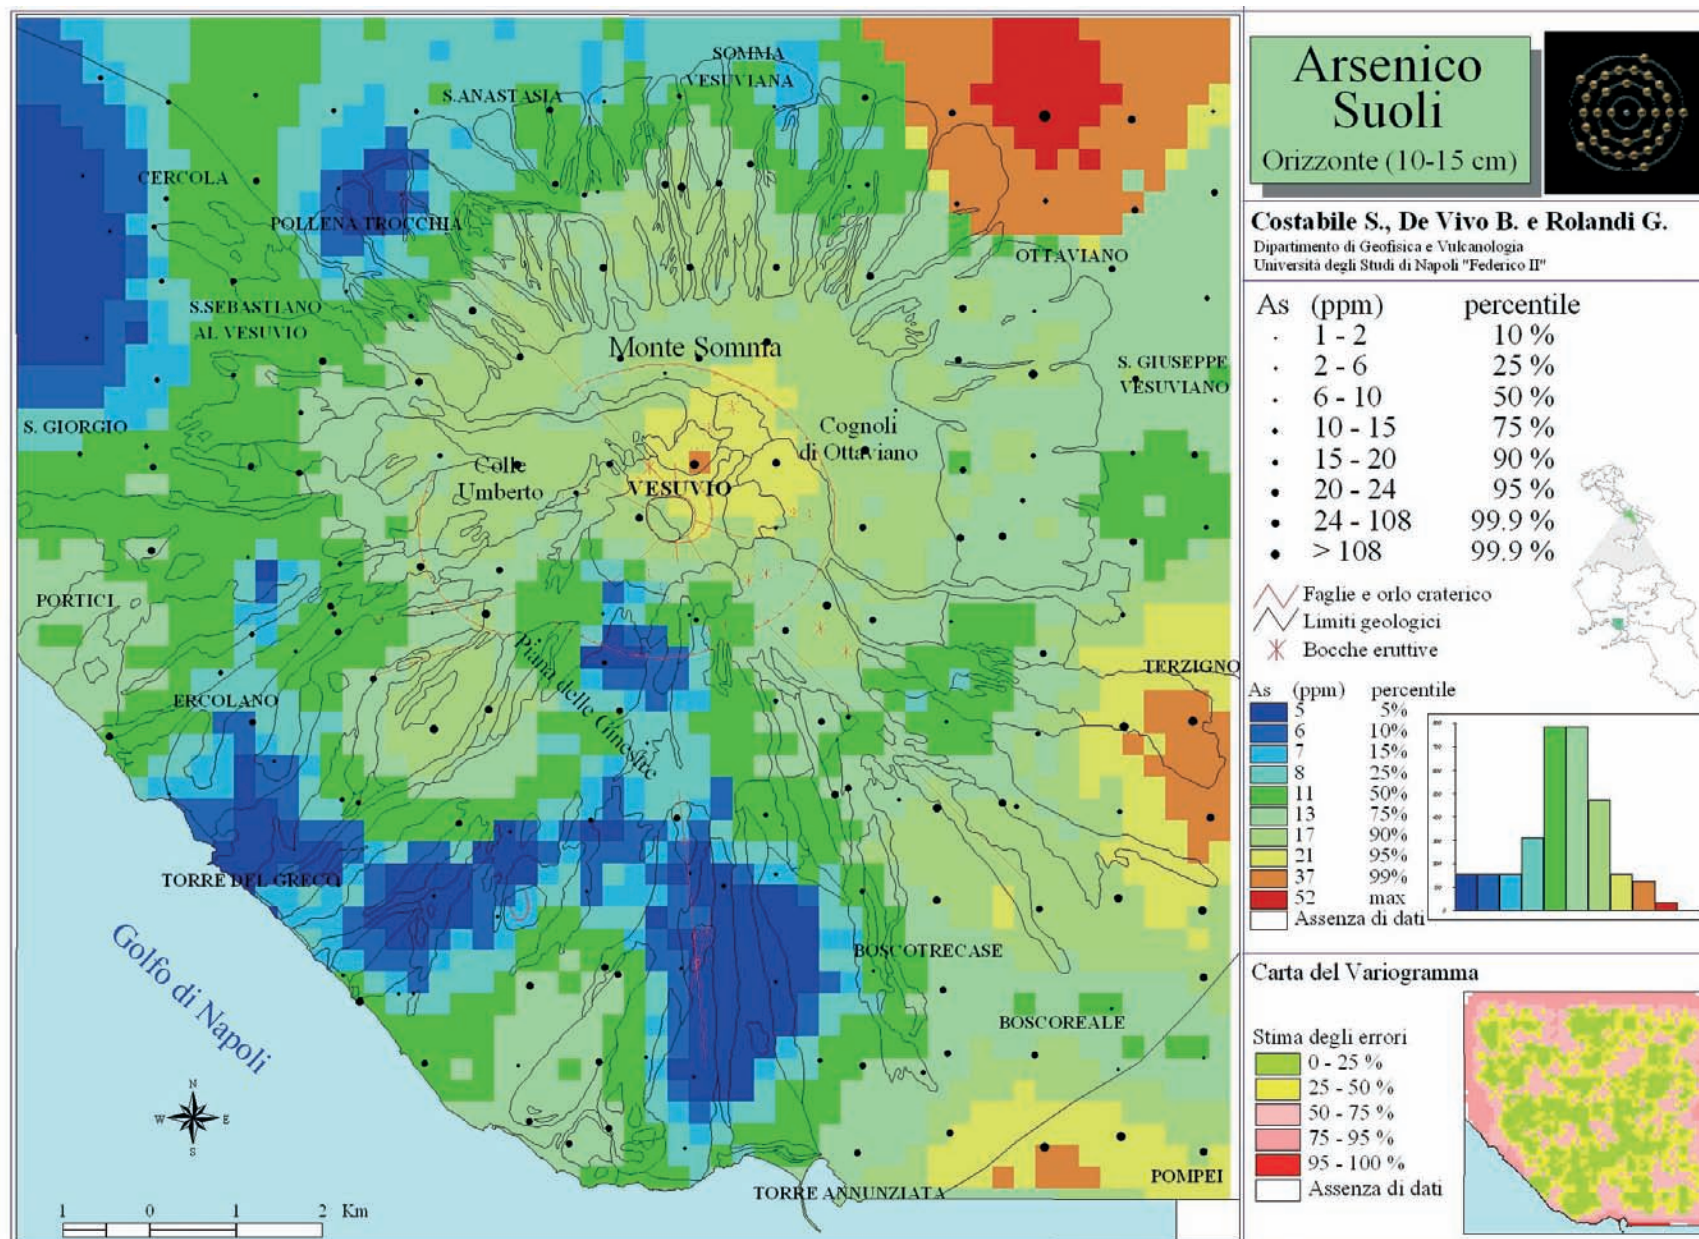 SOMMA
VESUVIANA
S.ANASTASIA
CERCOLA
POLLENA TROCCHIA
OTTAVIANO
S.SEBASTIANO
AL VESUVIO
Monte Somma
S. GIUSEPPE
VESUVIANO
S. GIORGIO
Cognoli
di Ottaviano
Colle
Umberto
VESUVIO
PORTICI
Piana delle Ginestre
TERZIGNO
ERCOLANO
TORRE DEL GRECO
Golfo di Napoli
BOSCOTRECASE
BOSCOREALE
N
W E
S
POMPEI
TORRE ANNUNZIATA
1 0 1 2 Km
Arsenico
Suoli
Orizzonte (10-15 cm)
Costabile S., De Vivo B. e Rolandi G.
Dipartimento di Geofisica e Vulcanologia
Università degli Studi di Napoli "Federico II"
As (ppm) percentile
1 - 2 10 %
2 - 6 25 %
6 - 10 50 %
10 - 15 75 %
15 - 20 90 %
20 - 24 95 %
24 - 108 99.9 %
> 108 99.9 %
Faglie e orlo craterico
Limiti geologici
Bocche eruttive
As (ppm) percentile
5 5%
6 10%
7 15%
8 25%
11 50%
13 75%
17 90%
21 95%
37 99%
52 max
Assenza di dati
Carta del Variogramma
Stima degli errori
0 - 25 %
25 - 50 %
50 - 75 %
75 - 95 %
95 - 100 %
Assenza di dati